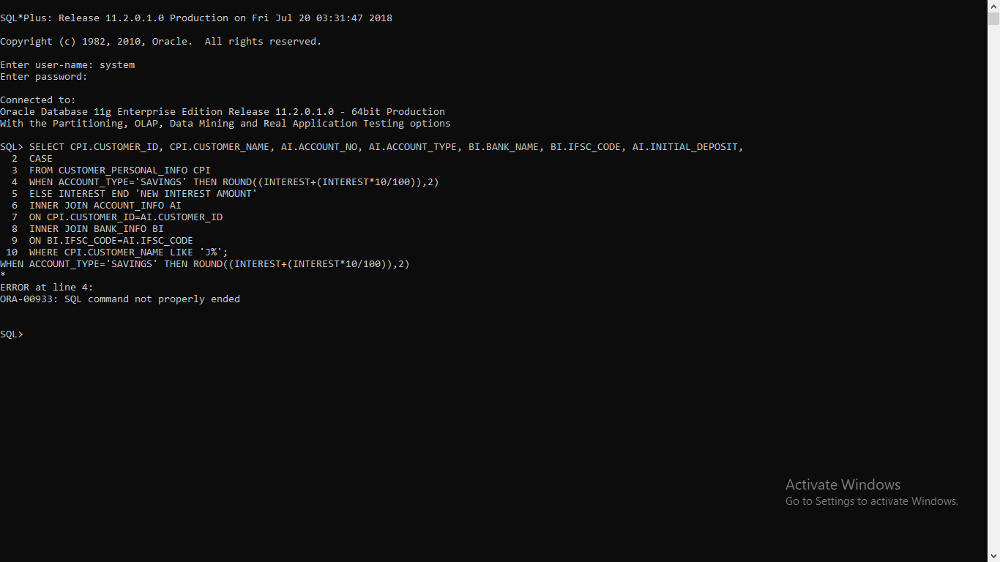 SQL*Plus: Release 11.2.0.1.0 Production on Fri Jul 20 03:31:47 2018
Copyright (c) 1982, 2010, Oracle.  All rights reserved.
Enter user-name: system
Enter password:
Connected to:
Oracle Database 11g Enterprise Edition Release 11.2.0.1.0 - 64bit Production
With the Partitioning, OLAP, Data Mining and Real Application Testing options
SQL> SELECT CPI.CUSTOMER_ID, CPI.CUSTOMER_NAME, AI.ACCOUNT_NO, AI.ACCOUNT_TYPE, BI.BANK_NAME, BI.IFSC_CODE, AI.INITIAL_DEPOSIT,
  2  CASE
  3  FROM CUSTOMER_PERSONAL_INFO CPI
  4  WHEN ACCOUNT_TYPE='SAVINGS' THEN ROUND((INTEREST+(INTEREST*10/100)),2)
  5  ELSE INTEREST END 'NEW INTEREST AMOUNT'
  6  INNER JOIN ACCOUNT_INFO AI
  7  ON CPI.CUSTOMER_ID=AI.CUSTOMER_ID
  8  INNER JOIN BANK_INFO BI
  9  ON BI.IFSC_CODE=AI.IFSC_CODE
 10  WHERE CPI.CUSTOMER_NAME LIKE 'J%';
WHEN ACCOUNT_TYPE='SAVINGS' THEN ROUND((INTEREST+(INTEREST*10/100)),2)
*
ERROR at line 4:
ORA-00933: SQL command not properly ended
SQL>
Activate Windows
Go to Settings to activate Windows.